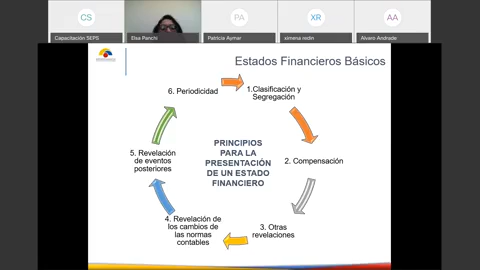 CS
PA
XR
AA
Capacitación SEPS
Elsa Panchi
Patricia Aymar
ximena redin
Alvaro Andrade
Estados Financieros Básicos
6. Periodicidad
1.Clasificación y
Segregación
5. Revelación
de eventos
posteriores
PRINCIPIOS
PARA LA
PRESENTACIÓN
DE UN ESTADO
FINANCIERO
2. Compensación
4. Revelación de
los cambios de
las normas
contables
3. Otras
revelaciones